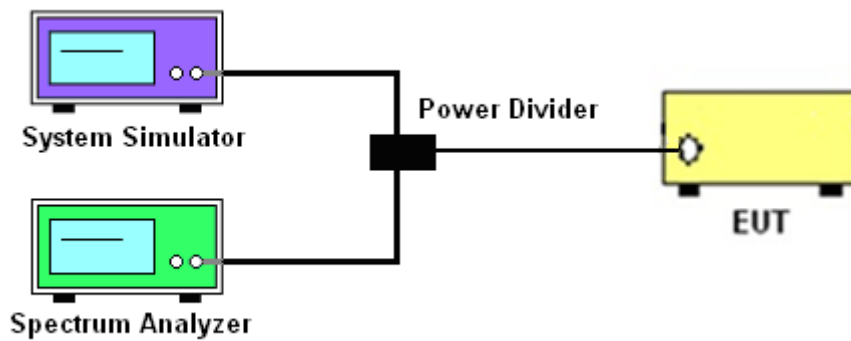 System Simulator
Power Divider
EUT
Spectrum Analyzer